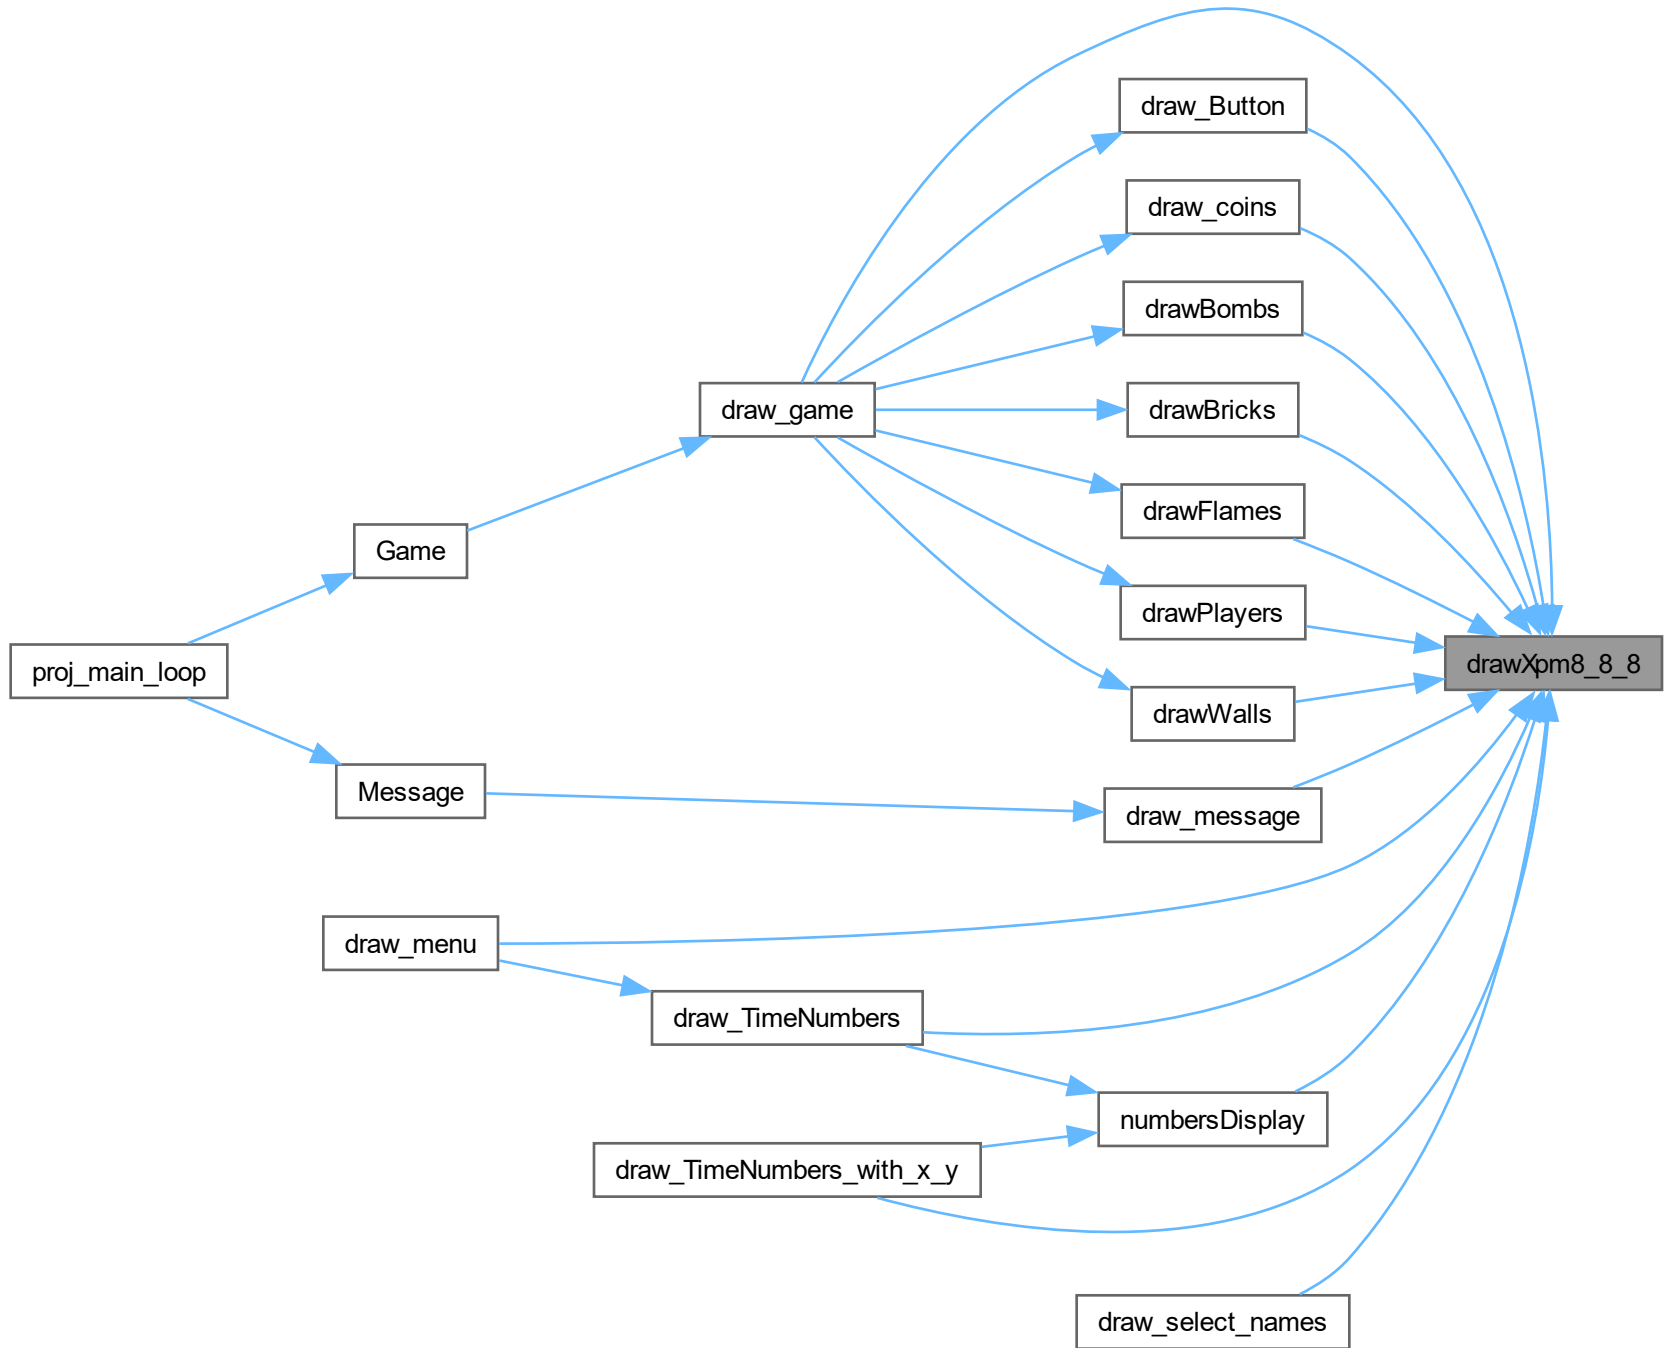 draw_Button
draw_coins
drawBombs
draw_game
drawBricks
drawFlames
Game
drawPlayers
proj_main_loop
drawXpm8_8_8
drawWalls
Message
draw_message
draw_menu
draw_TimeNumbers
numbersDisplay
draw_TimeNumbers_with_x_y
draw_select_names